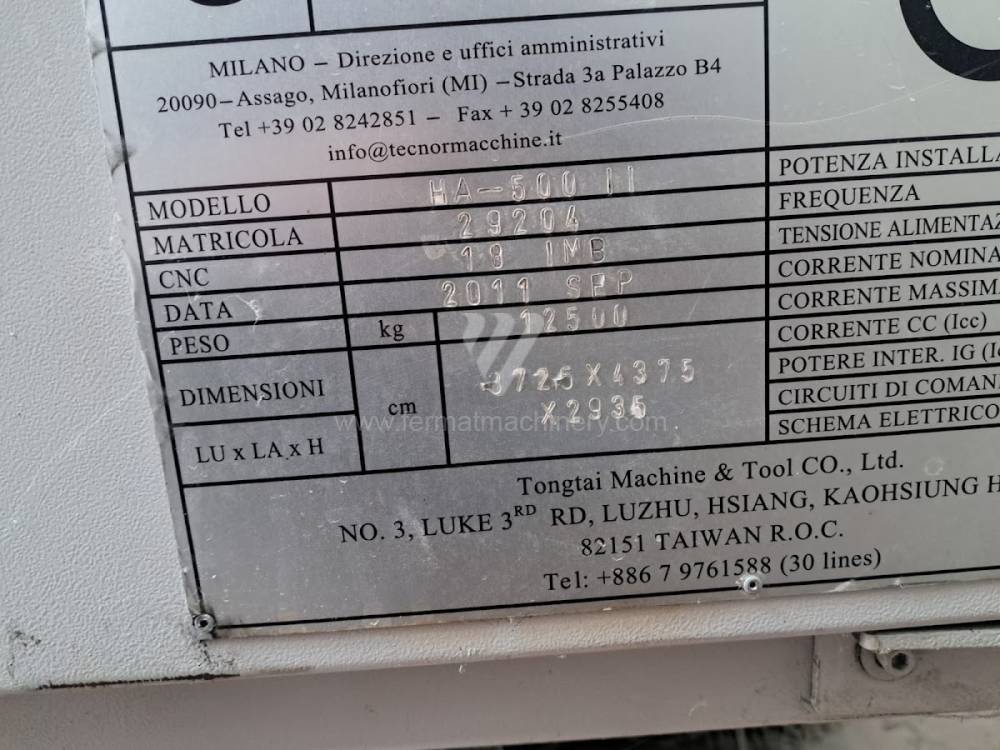 MILANO – Direzione e uffici amministrativi
20090–Assago, Milanofiori (MI) –Strada 3a Palazzo B4
Tel +39 02 8242851 – Fax + 39 02 8255408
info@tecnormacchine.it
MODELLO HA-500 II
MATRICOLA 29204
CNC 18 IMB
DATA 2011 SEP
PESO kg 12500
DIMENSIONI
LU x LA x H
cm
3725X4375
X2935
POTENZA INSTALLA
FREQUENZA
TENSIONE ALIMENTAZ
CORRENTE NOMINA
CORRENTE MASSIMA
CORRENTE CC (Icc)
POTERE INTER. IG (Ic
CIRCUITI DI COMAN
SCHEMA ELETTRICO
www.fermatmachinery.com
Tongtai Machine & Tool CO., Ltd.
NO. 3, LUKE 3RD RD, LUZHU, HSIANG, KAOHSIUNG H
82151 TAIWAN R.O.C.
Tel: +886 7 9761588 (30 lines)